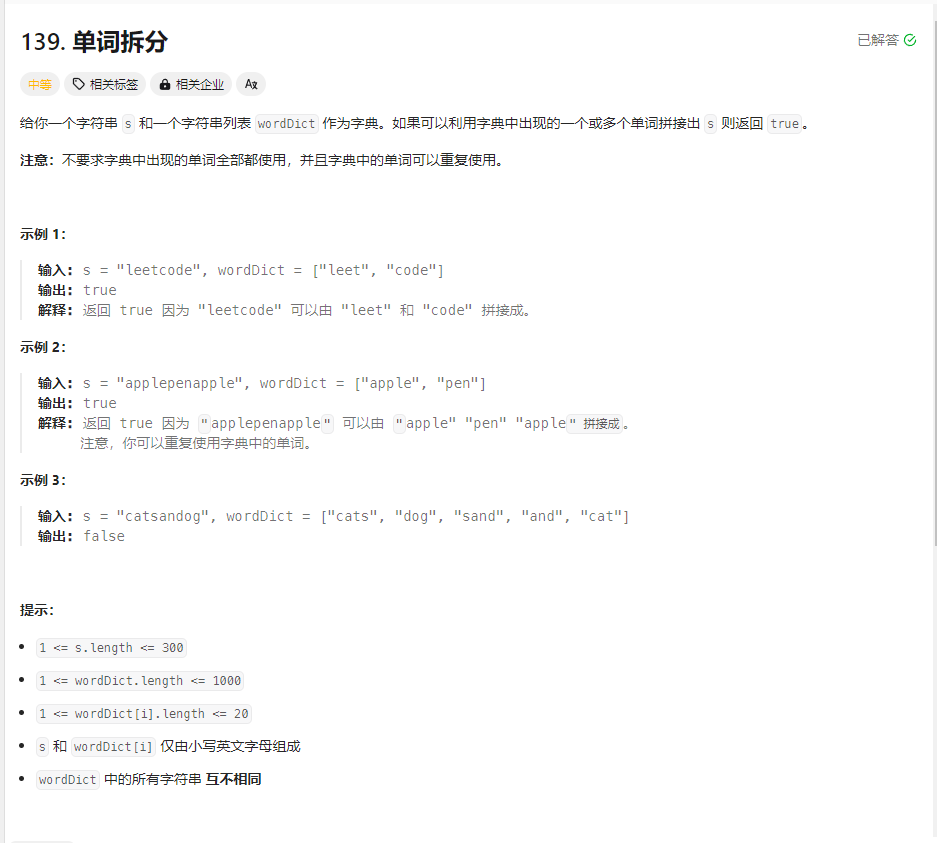 139. 单词拆分
已解答
中等 相关标签 相关企业 Az
给你一个字符串 s 和一个字符串列表 wordDict 作为字典。如果可以利用字典中出现的一个或多个单词拼接出 s 则返回 true。
注意：不要求字典中出现的单词全部都使用，并且字典中的单词可以重复使用。
示例 1：
输入: s = "leetcode", wordDict = ["leet", "code"]
输出: true
解释: 返回 true 因为 "leetcode" 可以由 "leet" 和 "code" 拼接成。
示例 2：
输入: s = "applepenapple", wordDict = ["apple", "pen"]
输出: true
解释: 返回 true 因为 "applepenapple" 可以由 "apple" "pen" "apple" 拼接成。
注意，你可以重复使用字典中的单词。
示例 3：
输入: s = "catsandog", wordDict = ["cats", "dog", "sand", "and", "cat"]
输出: false
提示：
• 1 <= s.length <= 300
• 1 <= wordDict.length <= 1000
• 1 <= wordDict[i].length <= 20
• s 和 wordDict[i] 仅由小写英文字母组成
• wordDict 中的所有字符串 互不相同